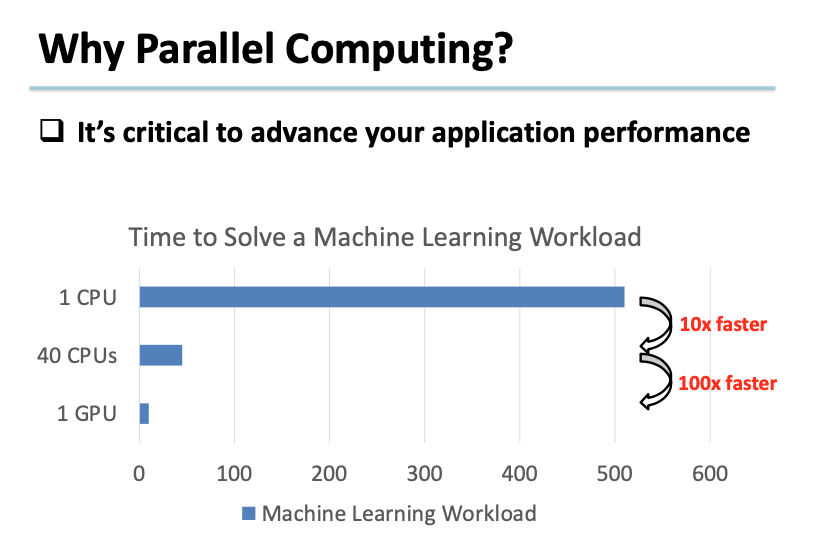 Why Parallel Computing?
It's critical to advance your application performance
Time to Solve a Machine Learning Workload
1 CPU
10x faster
40 CPUs
100x faster
1 GPU
0 100 200 300 400 500 600
Machine Learning Workload